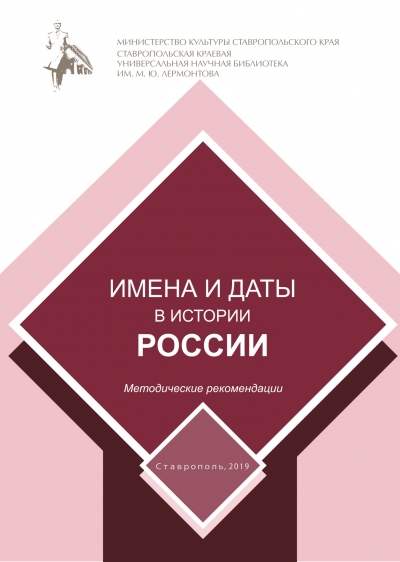 МИНИСТЕРСТВО КУЛЬТУРЫ СТАВРОПОЛЬСКОГО КРАЯ
СТАВРОПОЛЬСКАЯ КРАЕВАЯ
УНИВЕРСАЛЬНАЯ НАУЧНАЯ БИБЛИОТЕКА
ИМ. М. Ю. ЛЕРМОНТОВА
ИМЕНА И ДАТЫ
В ИСТОРИИ
РОССИИ
Методические рекомендации
Ставрополь, 2019